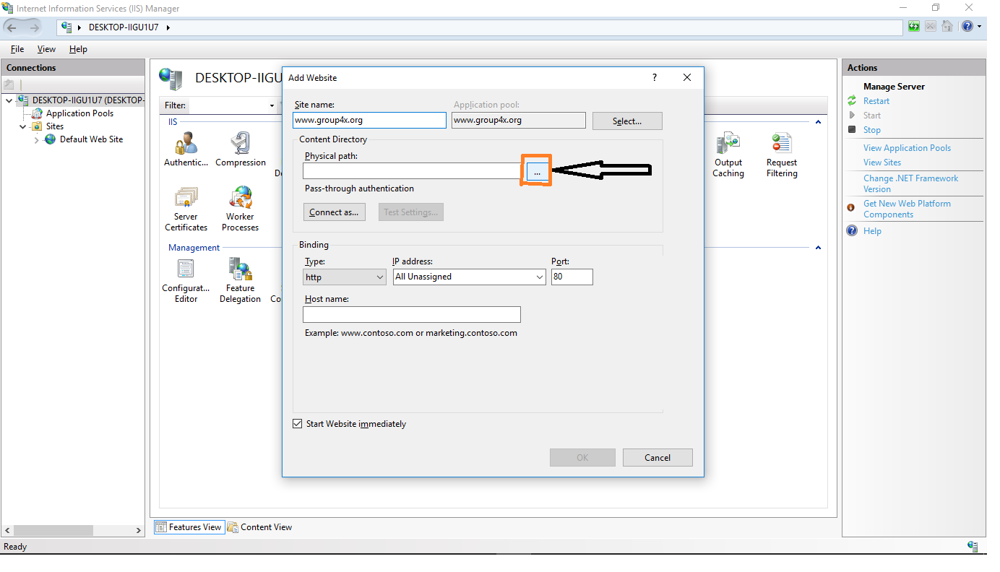 Internet Information Services (IIS) Manager
DESKTOP-IIGU1U7
File View Help
Connections
DESKTOP-IIGU1U7 (DESKTOP-
Application Pools
Sites
Default Web Site
DESKTOP-IIGU
Filter:
IIS
Authentic...
Compression
Output
Caching
Request
Filtering
Server
Certificates
Worker
Processes
Management
Configurat...
Editor
Feature
Delegation
Co
Add Website
?
Site name:
Application pool:
www.group4x.org
www.group4x.org
Select...
Content Directory
Physical path:
...
Pass-through authentication
Connect as...
Test Settings...
Binding
Type:
IP address:
Port:
http
All Unassigned
80
Host name:
Example: www.contoso.com or marketing.contoso.com
Start Website immediately
OK
Cancel
Actions
Manage Server
Restart
Start
Stop
View Application Pools
View Sites
Change .NET Framework
Version
Get New Web Platform
Components
Help
Features View
Content View
Ready